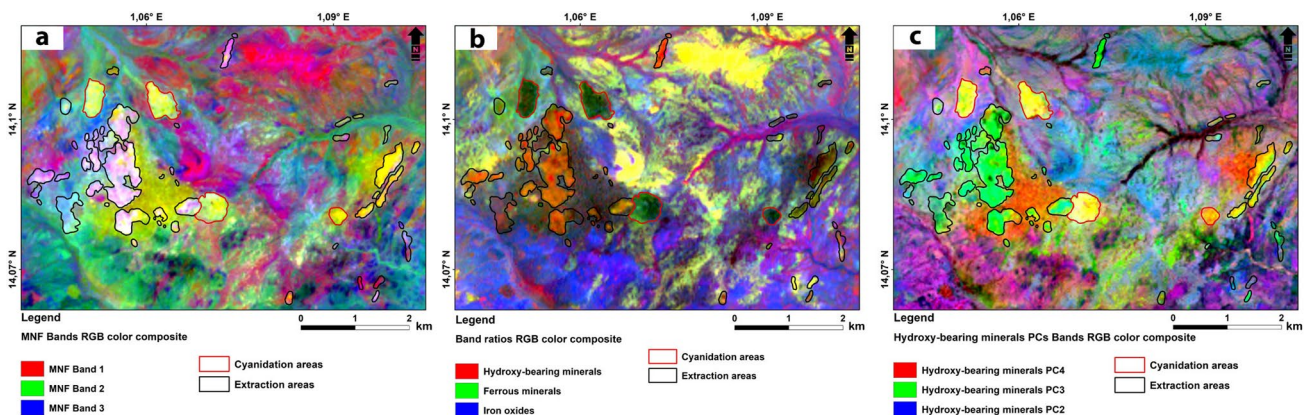 1,06° E 1,09° E
a
N
14,1° N
14,07° N
Legend
0 1 2 km
MNF Bands RGB color composite
MNF Band 1
MNF Band 2
MNF Band 3
Cyanidation areas
Extraction areas
1,06° E 1,09° E
b
N
14,1° N
14,07° N
Legend
0 1 2 km
Band ratios RGB color composite
Hydroxy-bearing minerals
Ferrous minerals
Iron oxides
Cyanidation areas
Extraction areas
1,06° E 1,09° E
c
N
14,1° N
14,07° N
Legend
0 1 2 km
Hydroxy-bearing minerals PCs Bands RGB color composite
Hydroxy-bearing minerals PC4
Hydroxy-bearing minerals PC3
Hydroxy-bearing minerals PC2
Cyanidation areas
Extraction areas